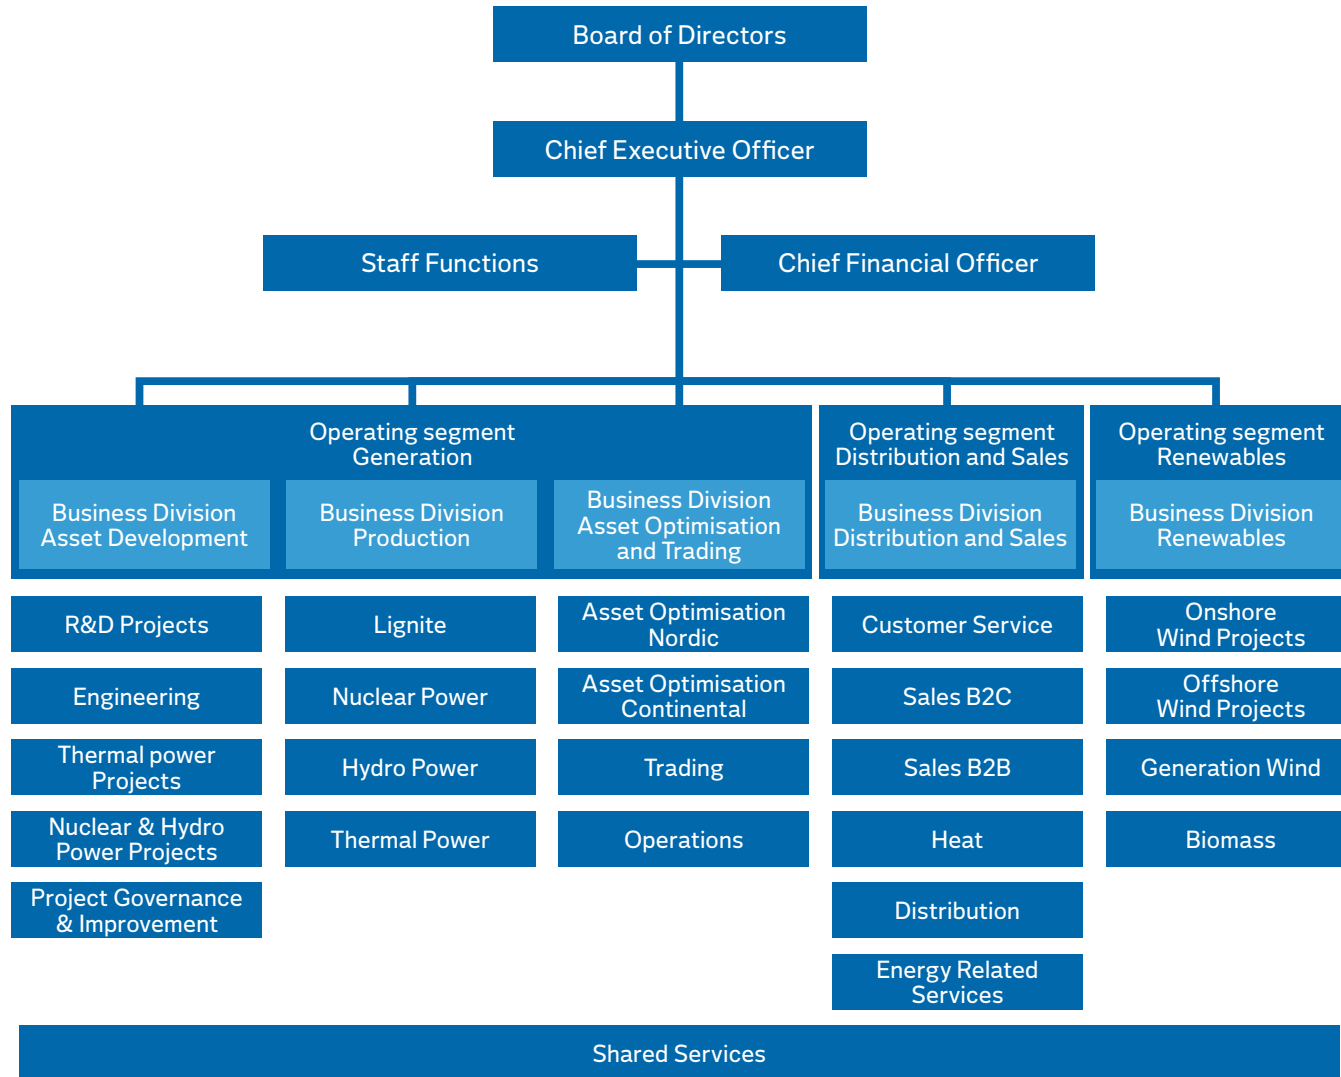 Board of Directors
Chief Executive Officer
Staff Functions
Chief Financial Officer
Operating segment
Generation
Operating segment
Distribution and Sales
Operating segment
Renewables
Business Division
Asset Development
Business Division
Production
Business Division
Asset Optimisation
and Trading
Business Division
Distribution and Sales
Business Division
Renewables
R&D Projects
Engineering
Thermal power
Projects
Nuclear & Hydro
Power Projects
Project Governance
& Improvement
Lignite
Nuclear Power
Hydro Power
Thermal Power
Asset Optimisation
Nordic
Asset Optimisation
Continental
Trading
Operations
Customer Service
Sales B2C
Sales B2B
Heat
Distribution
Energy Related
Services
Onshore
Wind Projects
Offshore
Wind Projects
Generation Wind
Biomass
Shared Services